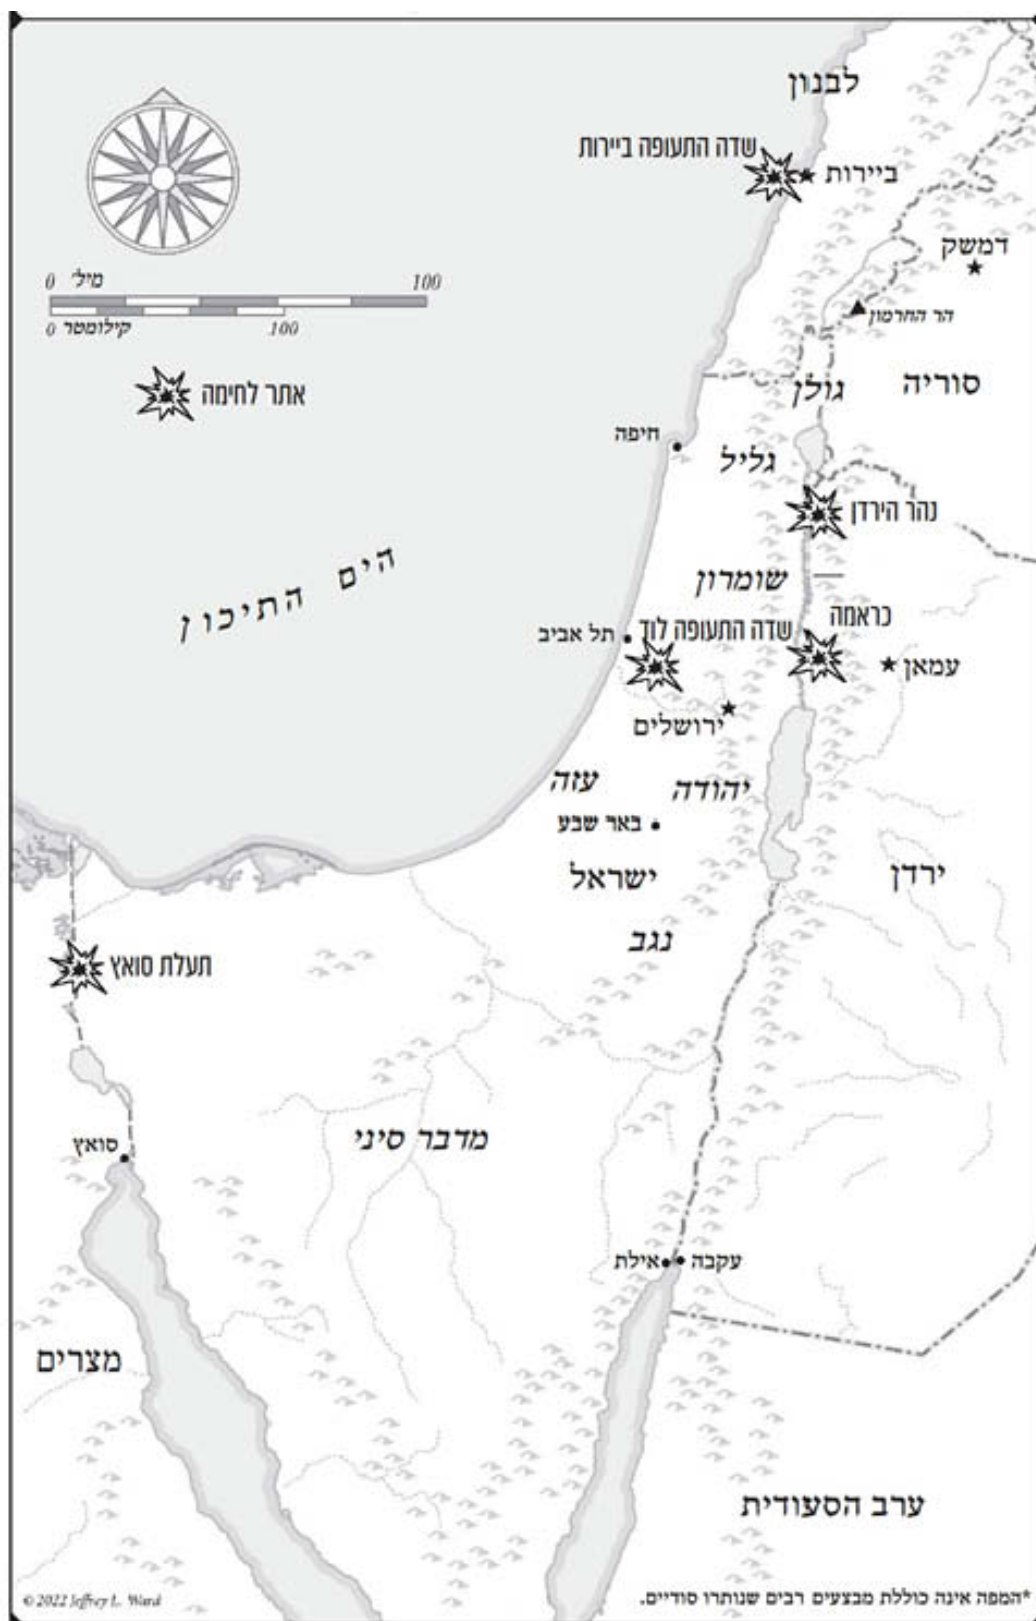 לבנון
שדה התעופה ביירות
ביירות
דמשק
הר החרמון
0 מיל' 100
0 קילומטר 100
אתר לחימה
סוריה
גולן
חיפה
גליל
נהר הירדן
הים התיכון
שומרון
כראמה
שדה התעופה לוד
תל אביב
עמאן
ירושלים
עזה
יהודה
באר שבע
ישראל
ירדן
נגב
תעלת סואץ
מדבר סיני
סואץ
עקבה
אילת
מצרים
ערב הסעודית
*המפה אינה כוללת מבצעים רבים שנותרו סודיים.
© 2022 Jeffrey L. Ward